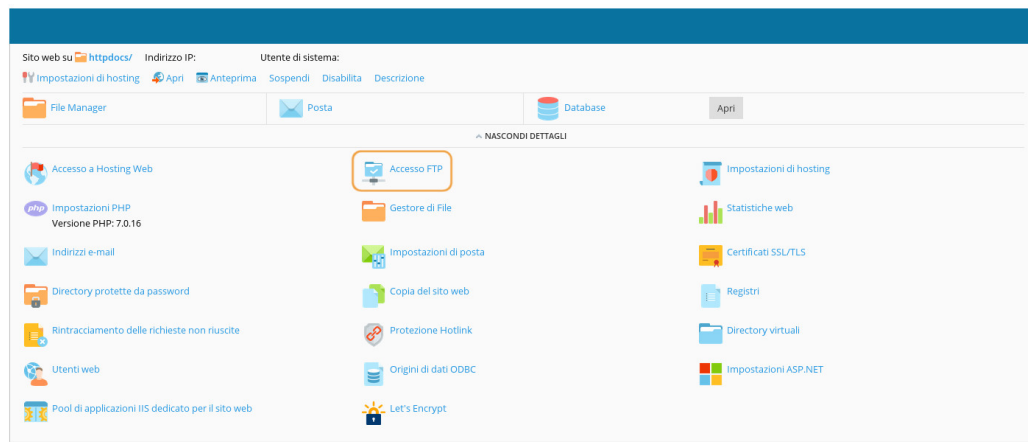 Sito web su httpdocs/ Indirizzo IP: Utente di sistema:
Impostazioni di hosting Apri Anteprima Sospendi Disabilita Descrizione
File Manager Posta Database Apri
NASCONDI DETTAGLI
Accesso a Hosting Web Accesso FTP Impostazioni di hosting
php Impostazioni PHP Gestore di File Statistiche web
Versione PHP: 7.0.16
Indirizzi e-mail Impostazioni di posta Certificati SSL/TLS
Directory protette da password Copia del sito web Registri
Rintracciamento delle richieste non riuscite Protezione Hotlink Directory virtuali
Utenti web Origini di dati ODBC Impostazioni ASP.NET
Pool di applicazioni IIS dedicato per il sito web Let's Encrypt